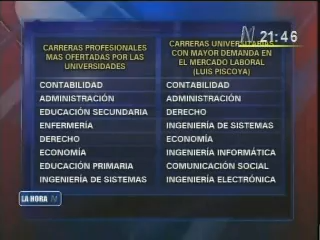 N 21:46
CARRERAS PROFESIONALES
MAS OFERTADAS POR LAS
UNIVERSIDADES
CONTABILIDAD
ADMINISTRACIÓN
EDUCACIÓN SECUNDARIA
ENFERMERÍA
DERECHO
ECONOMÍA
EDUCACIÓN PRIMARIA
INGENIERÍA DE SISTEMAS
CARRERAS UNIVERSITARIAS
CON MAYOR DEMANDA EN
EL MERCADO LABORAL
(LUIS PISCOYA)
CONTABILIDAD
ADMINISTRACIÓN
DERECHO
INGENIERÍA DE SISTEMAS
ECONOMÍA
INGENIERÍA INFORMÁTICA
COMUNICACIÓN SOCIAL
INGENIERÍA ELECTRÓNICA
LA HORA N